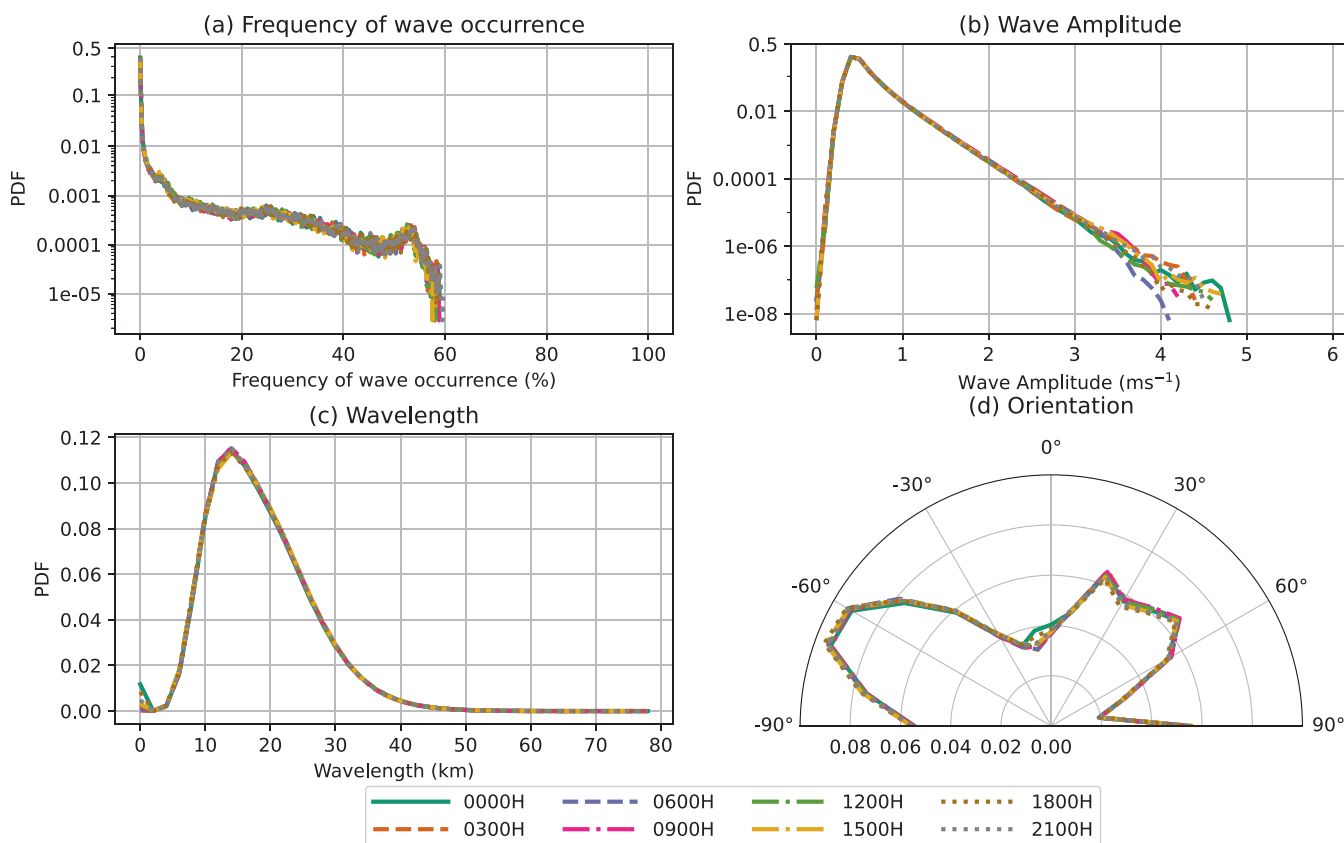 (a) Frequency of wave occurrence
0.5
0.1
0.01
0.001
0.0001
1e-05
PDF
0 20 40 60 80 100
Frequency of wave occurrence (%)
(b) Wave Amplitude
0.5
0.01
0.0001
1e-06
1e-08
PDF
0 1 2 3 4 5 6
Wave Amplitude (ms⁻¹)
(c) Wavelength
0.12
0.10
0.08
0.06
0.04
0.02
0.00
PDF
0 10 20 30 40 50 60 70 80
Wavelength (km)
(d) Orientation
0°
-30° 30°
-60° 60°
-90° 90°
0.08 0.06 0.04 0.02 0.00
0000H 0600H 1200H 1800H
0300H 0900H 1500H 2100H